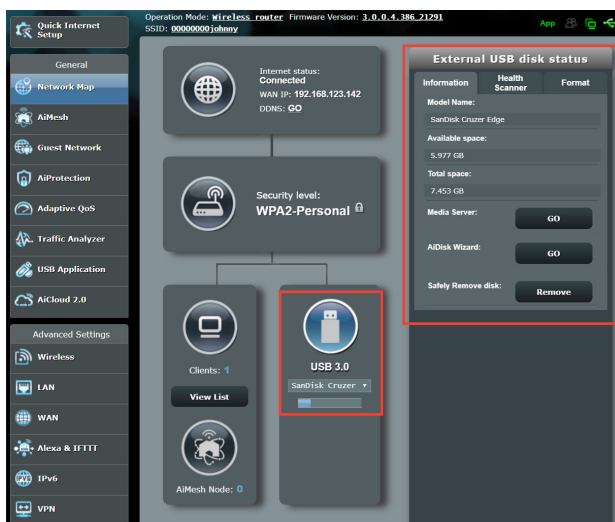 Quick Internet
Setup
Operation Mode: Wireless router Firmware Version: 3.0.0.4.386_21291
SSID: 00000000johnny
App
General
Network Map
AiMesh
Guest Network
AiProtection
Adaptive QoS
Traffic Analyzer
USB Application
AiCloud 2.0
Advanced Settings
Wireless
LAN
WAN
Alexa & IFTTT
IPv6
VPN
Internet status:
Connected
WAN IP: 192.168.123.142
DDNS: GO
Security level:
WPA2-Personal
Clients: 1
View List
AiMesh Node: 0
USB 3.0
SanDisk Cruzer
External USB disk status
Information
Health
Scanner
Format
Model Name:
SanDisk Cruzer Edge
Available space:
5.977 GB
Total space:
7.453 GB
Media Server:
GO
AiDisk Wizard:
GO
Safely Remove disk:
Remove